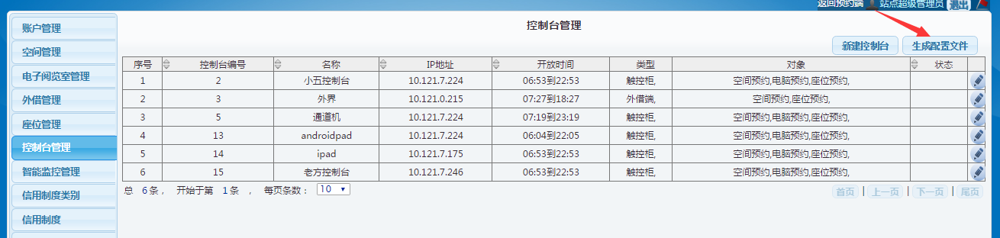 返回预约端 站点超级管理员 退出
账户管理
空间管理
电子阅览室管理
外借管理
座位管理
控制台管理
智能监控管理
信用制度类别
信用制度
控制台管理
新建控制台 生成配置文件
序号 控制台编号 名称 IP地址 开放时间 类型 对象 状态
1 2 小五控制台 10.121.7.224 06:53到22:53 触控柜, 空间预约,电脑预约,座位预约,
2 3 外界 10.121.0.215 07:27到18:27 外借端, 空间预约,座位预约,
3 5 通道机 10.121.7.224 07:19到23:19 触控柜, 空间预约,电脑预约,座位预约,
4 13 androidpad 10.121.7.224 06:04到22:05 触控柜, 空间预约,电脑预约,座位预约,
5 14 ipad 10.121.7.175 06:53到22:53 触控柜, 空间预约,电脑预约,座位预约,
6 15 老方控制台 10.121.7.246 06:53到22:53 触控柜, 空间预约,电脑预约,座位预约,
总 6条， 开始于第 1条 ， 每页条数： 10 首页 | 上一页 | 下一页 | 尾页